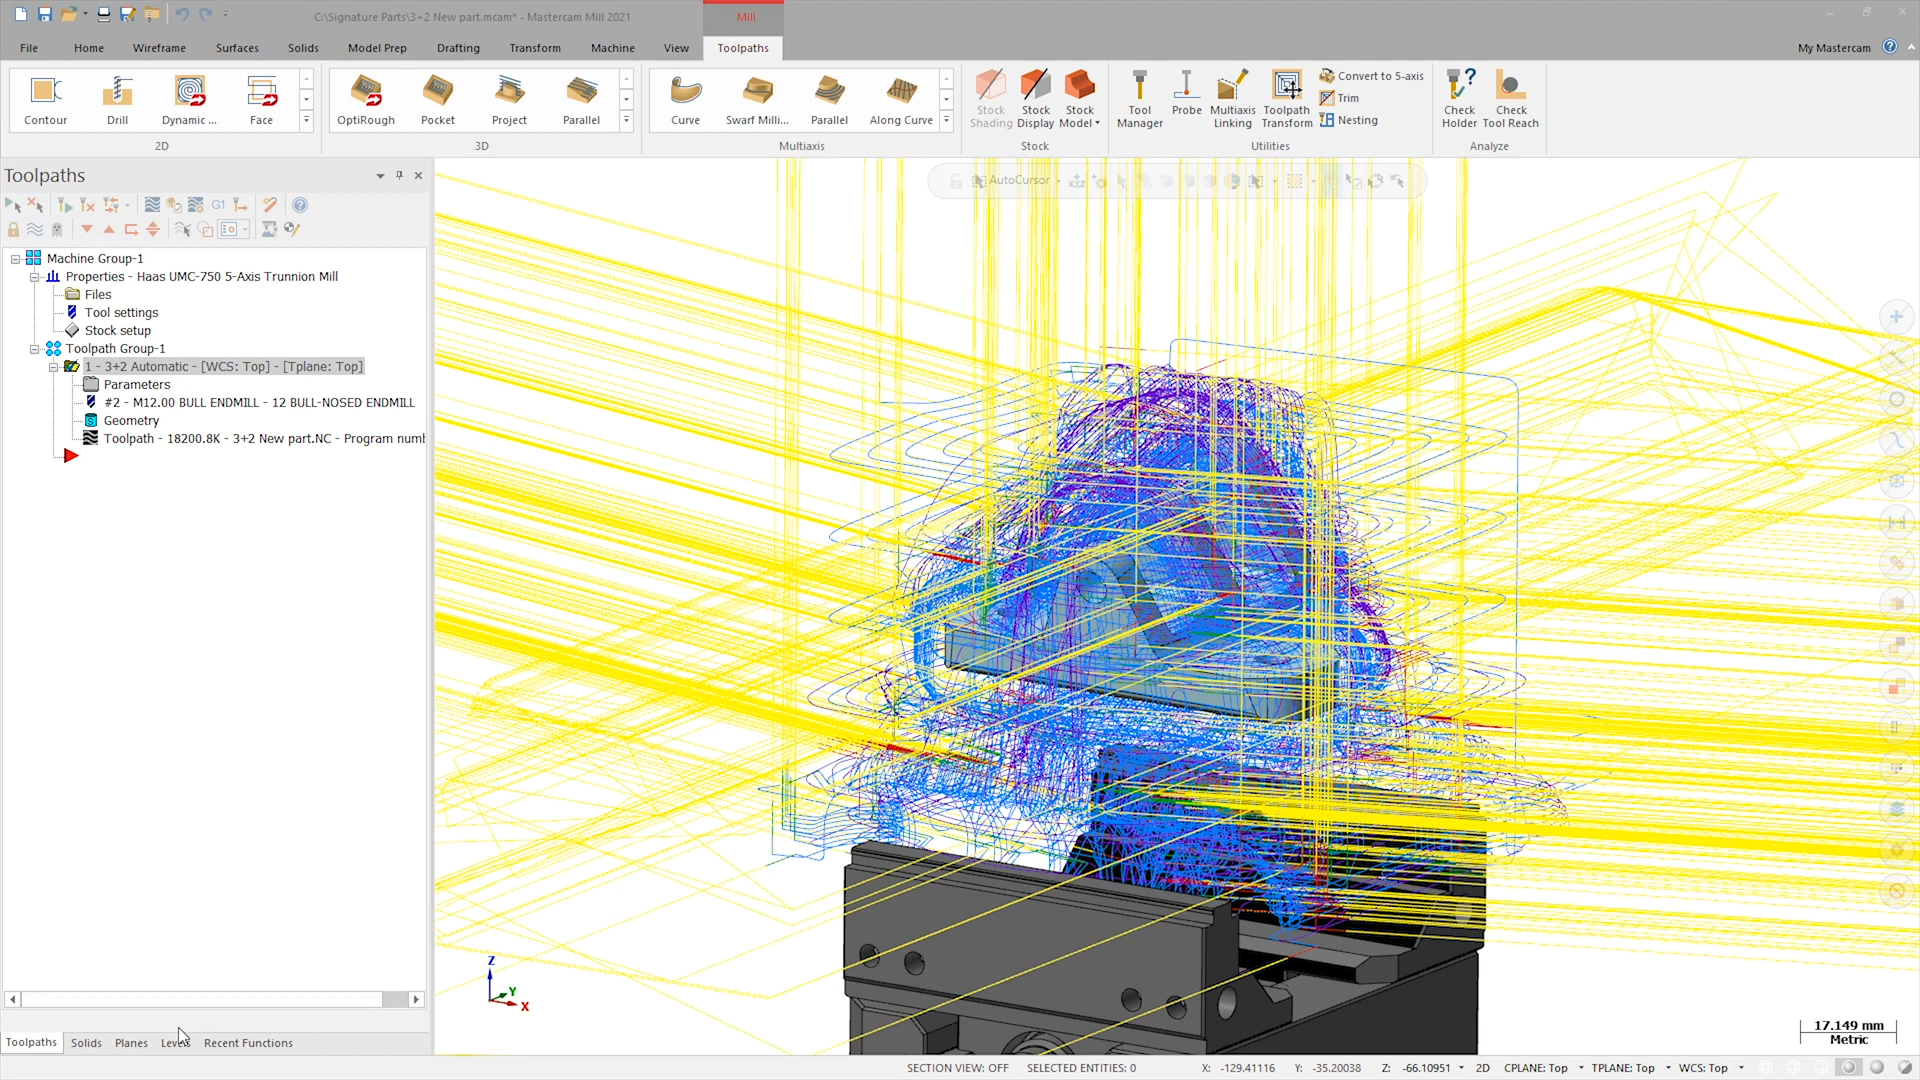 C:\Signature Parts\3+2 New part.mcam* - Mastercam Mill 2021
Mill
File Home Wireframe Surfaces Solids Model Prep Drafting Transform Machine View Toolpaths My Mastercam
Contour Drill Dynamic ... Face
2D
OptiRough Pocket Project Parallel
3D
Curve Swarf Milli... Parallel Along Curve
Multiaxis
Stock Shading Stock Display Stock Model
Stock
Tool Manager Probe Multiaxis Linking Toolpath Transform
Convert to 5-axis
Trim
Nesting
Utilities
Check Holder Check Tool Reach
Analyze
Toolpaths
G1
AutoCursor
Machine Group-1
Properties - Haas UMC-750 5-Axis Trunnion Mill
Files
Tool settings
Stock setup
Toolpath Group-1
1 - 3+2 Automatic - [WCS: Top] - [Tplane: Top]
Parameters
#2 - M12.00 BULL ENDMILL - 12 BULL-NOSED ENDMILL
Geometry
Toolpath - 18200.8K - 3+2 New part.NC - Program numb
Z
Y
X
17.149 mm
Metric
Toolpaths Solids Planes Levels Recent Functions
SECTION VIEW: OFF SELECTED ENTITIES: 0 X: -129.41116 Y: -35.20038 Z: -66.10951 2D CPLANE: Top TPLANE: Top WCS: Top